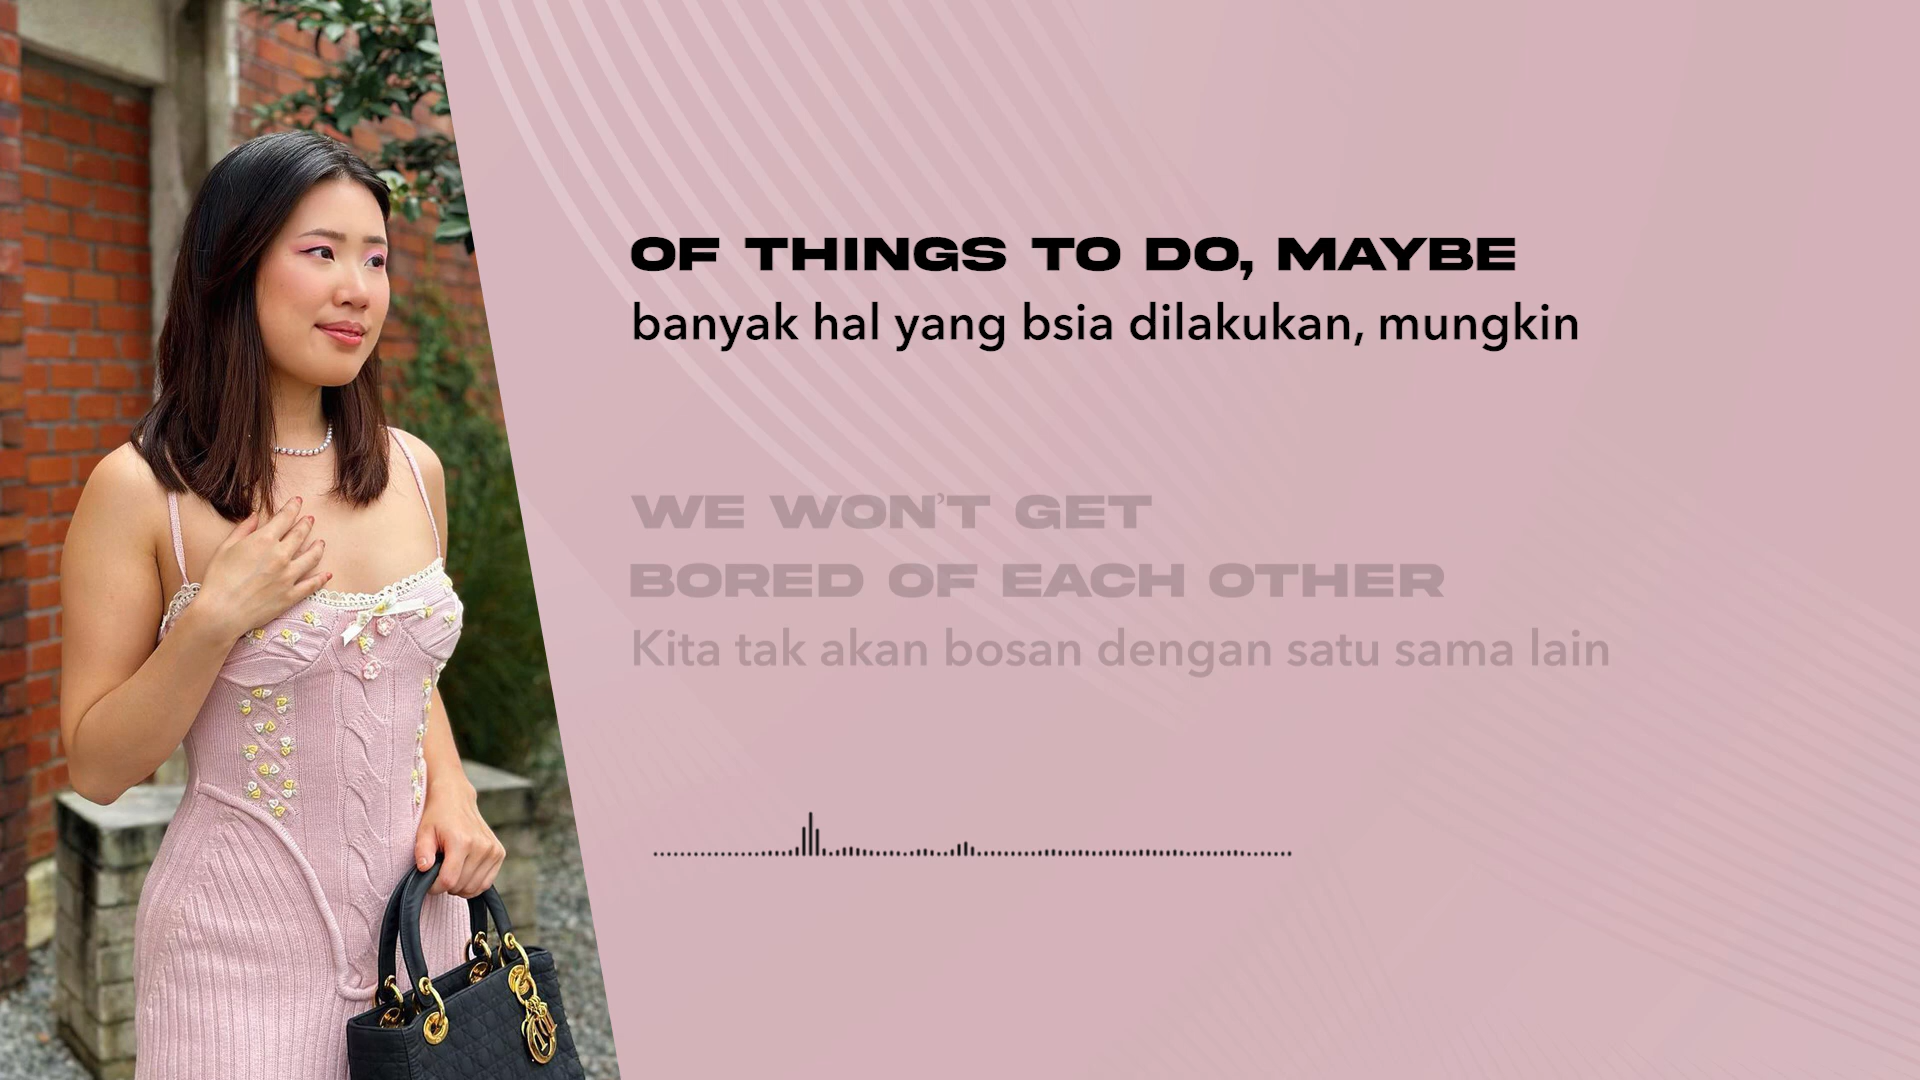 OF THINGS TO DO, MAYBE
banyak hal yang bsia dilakukan, mungkin
WE WON'T GET
BORED OF EACH OTHER
Kita tak akan bosan dengan satu sama lain